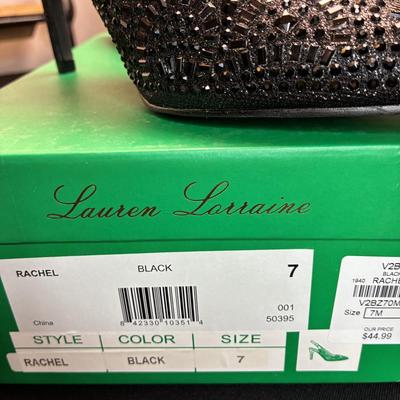 Lauren Lorraine
RACHEL BLACK 7
001
50395
China
8 42330 10351 4
STYLE COLOR SIZE
RACHEL BLACK 7
V2B
BLACK
1940 RACHE
V2BZ70M
Size 7M
OUR PRICE
$44.99